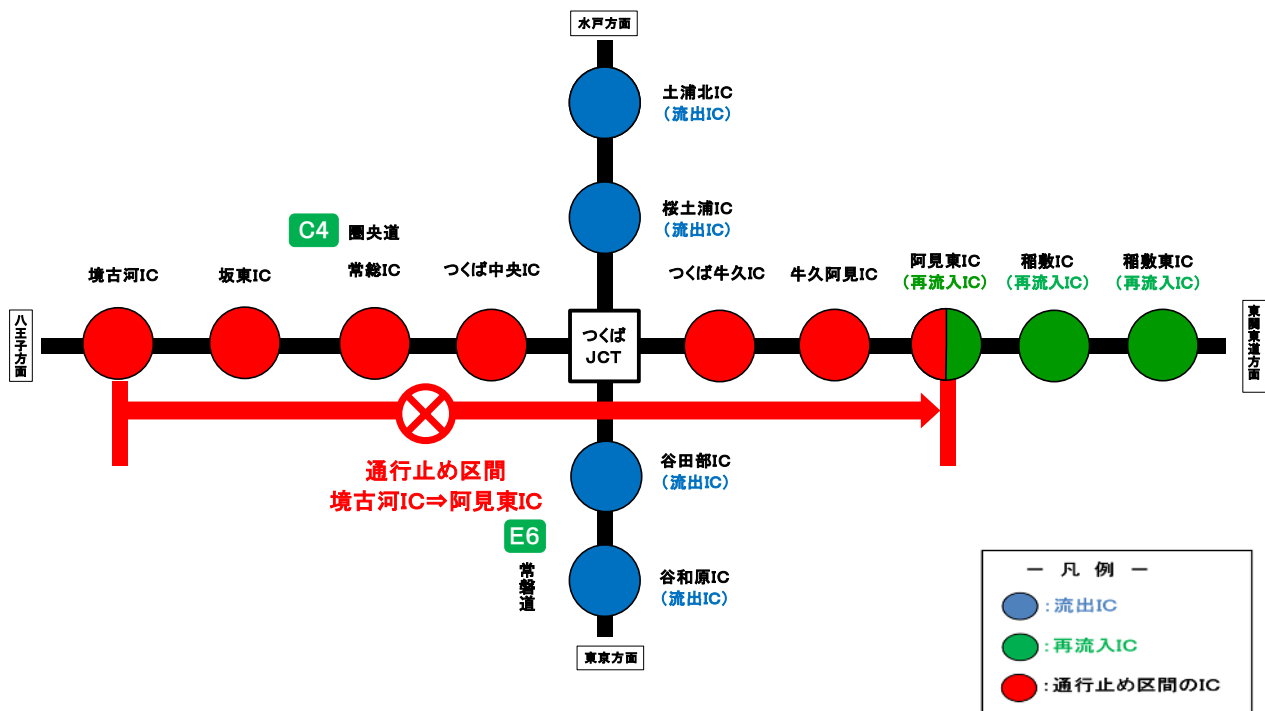 水戸方面
土浦北IC
(流出IC)
桜土浦IC
(流出IC)
C4 圏央道
境古河IC
坂東IC
常総IC
つくば中央IC
つくば牛久IC
牛久阿見IC
阿見東IC
(再流入IC)
稲敷IC
(再流入IC)
稲敷東IC
(再流入IC)
八王子方面
つくば
JCT
東関東道方面
通行止め区間
境古河IC⇒阿見東IC
谷田部IC
(流出IC)
E6
常磐道
谷和原IC
(流出IC)
東京方面
― 凡 例 ―
:流出IC
:再流入IC
:通行止め区間のIC